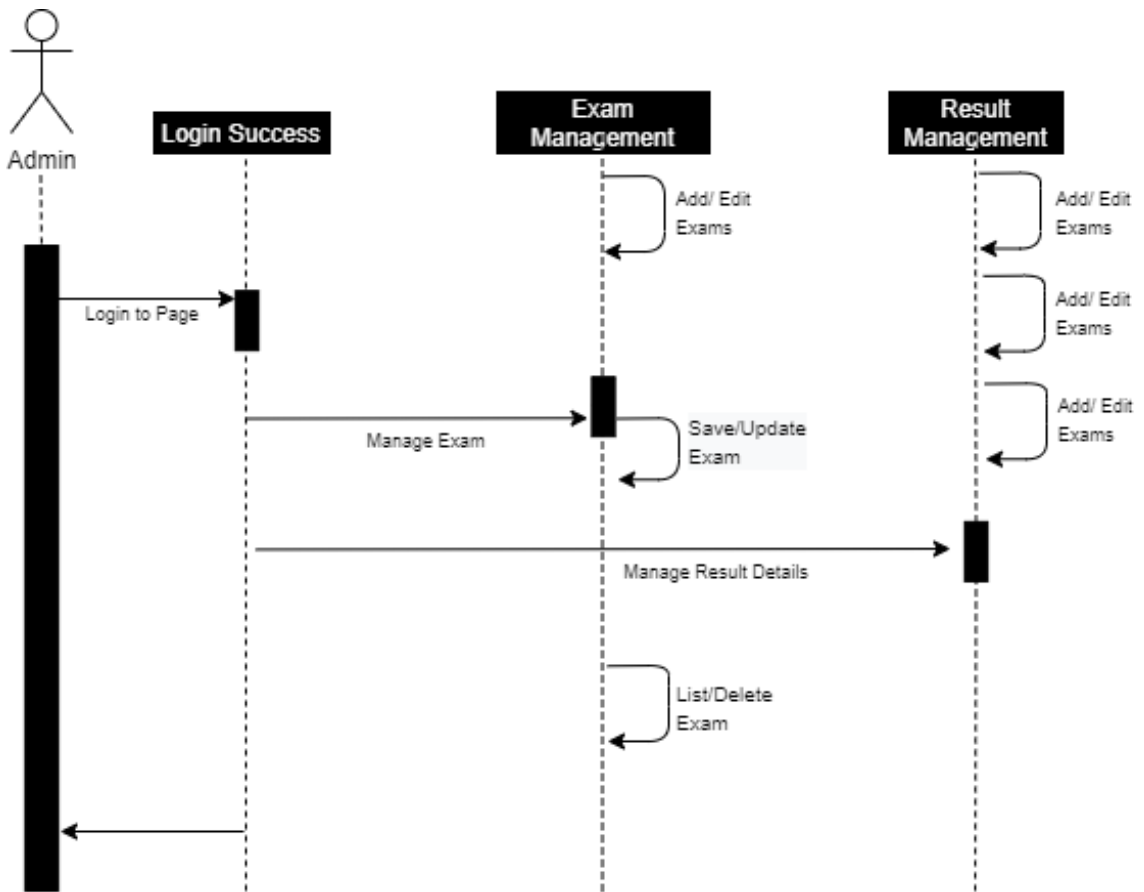 Admin
Login Success
Exam
Management
Result
Management
Add/ Edit
Exams
Add/ Edit
Exams
Login to Page
Add/ Edit
Exams
Manage Exam
Save/Update
Exam
Add/ Edit
Exams
Manage Result Details
List/Delete
Exam